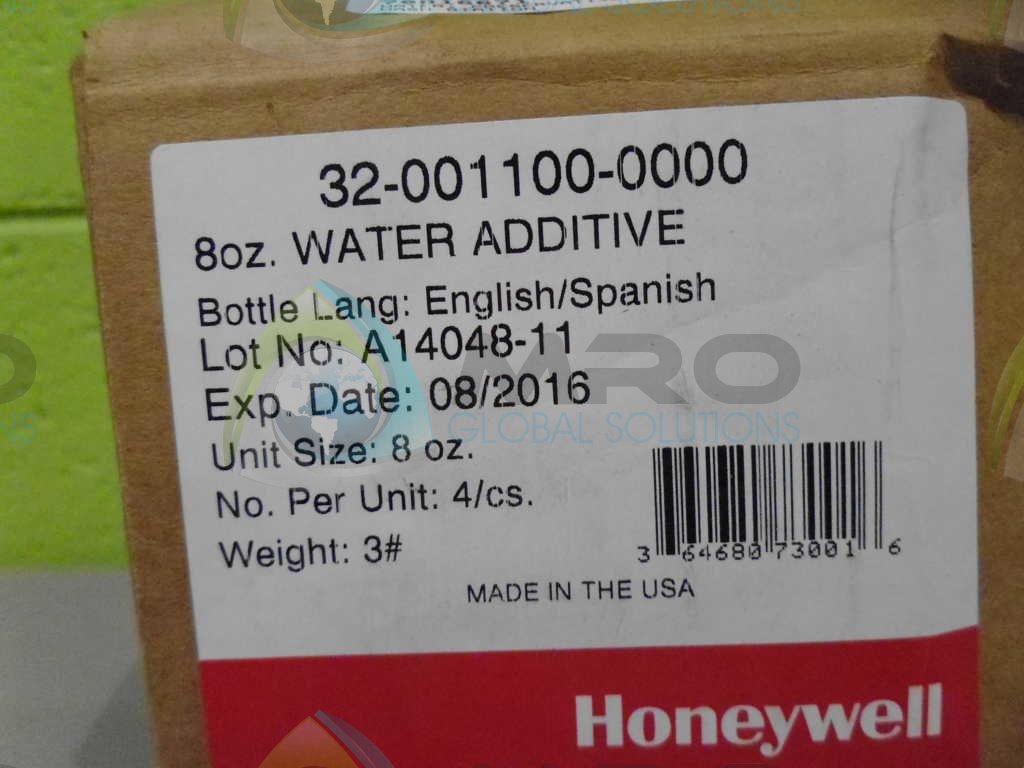 32-001100-0000
8oz. WATER ADDITIVE
Bottle Lang: English/Spanish
Lot No: A14048-11
Exp. Date: 08/2016
Unit Size: 8 oz.
No. Per Unit: 4/cs.
Weight: 3#
3 64680 73001 6
MADE IN THE USA
Honeywell
MRO
GLOBAL SOLUTIONS